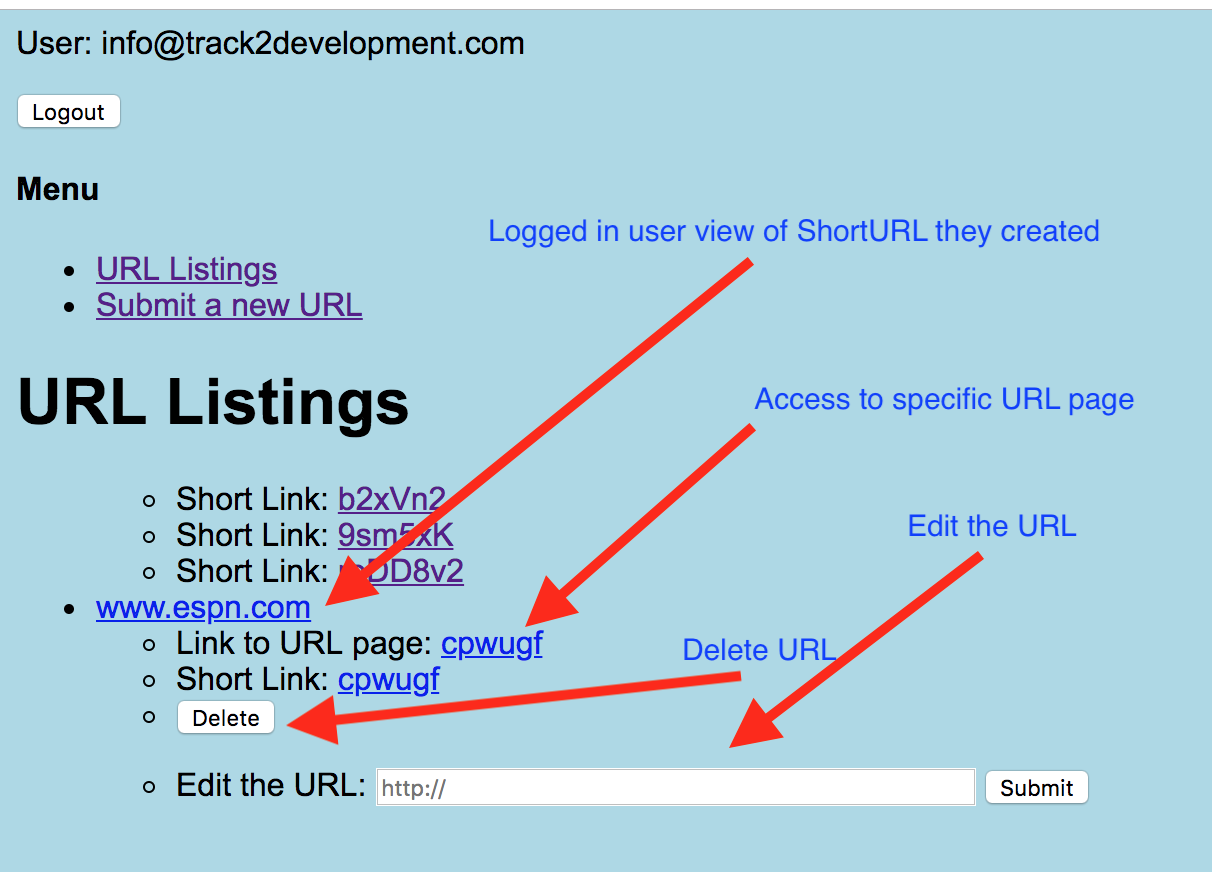 User: info@track2development.com
Logout
Menu
Logged in user view of ShortURL they created
URL Listings
Submit a new URL
URL Listings
Access to specific URL page
Short Link: b2xVn2
Edit the URL
Short Link: 9sm5xK
Short Link:
www.espn.com
Link to URL page: cpwugf
Delete URL
Short Link: cpwugf
Delete
Edit the URL: http:// Submit